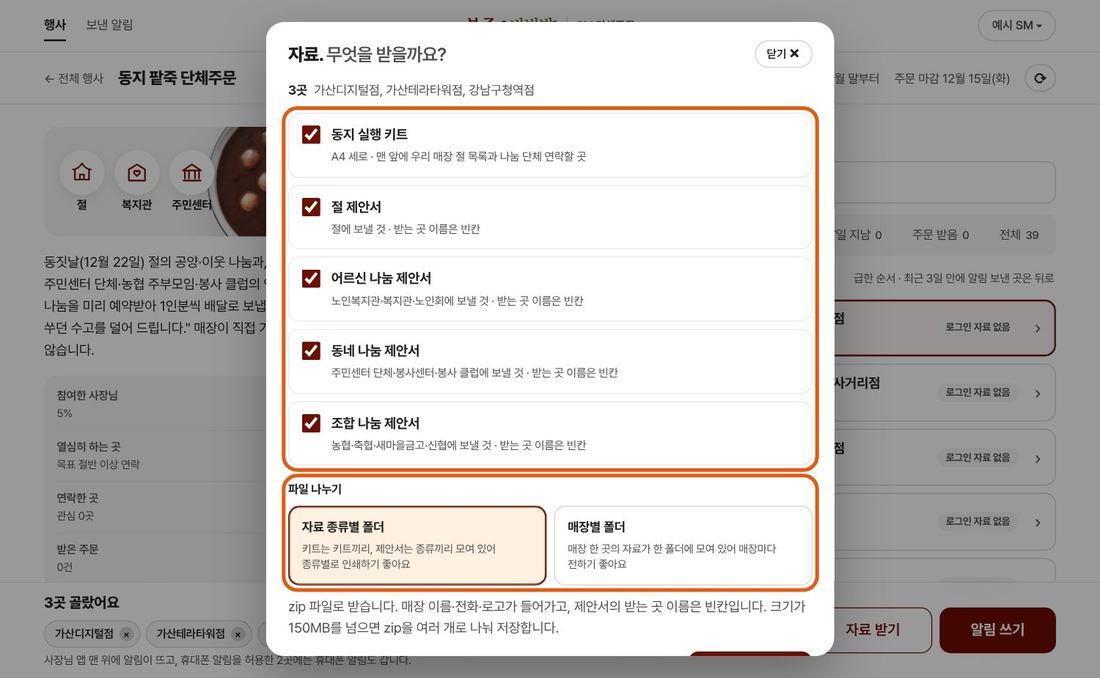 행사
보낸 알림
예시 SM
← 전체 행사
동지 팥죽 단체주문
월 말부터
주문 마감 12월 15일(화)
절
복지관
주민센터
동짓날(12월 22일) 절의 공양·이웃 나눔과,
주민센터 단체·농협 주부모임·봉사 클럽의
나눔을 미리 예약받아 1인분씩 배달로 보냅
쑤던 수고를 덜어 드립니다." 매장이 직접
않습니다.
참여한 사장님
5%
열심히 하는 곳
목표 절반 이상 연락
연락한 곳
관심 0곳
받은 주문
0건
일 지남 0
주문 받음 0
전체 39
급한 순서 · 최근 3일 안에 알림 보낸 곳은 뒤로
점
로그인 자료 없음
사거리점
로그인 자료 없음
점
로그인 자료 없음
로그인 자료 없음
자료. 무엇을 받을까요?
닫기 ✕
3곳 가산디지털점, 가산테라타워점, 강남구청역점
동지 실행 키트
A4 세로 · 맨 앞에 우리 매장 절 목록과 나눔 단체 연락할 곳
절 제안서
절에 보낼 것 · 받는 곳 이름은 빈칸
어르신 나눔 제안서
노인복지관·복지관·노인회에 보낼 것 · 받는 곳 이름은 빈칸
동네 나눔 제안서
주민센터 단체·봉사센터·봉사 클럽에 보낼 것 · 받는 곳 이름은 빈칸
조합 나눔 제안서
농협·축협·새마을금고·신협에 보낼 것 · 받는 곳 이름은 빈칸
파일 나누기
자료 종류별 폴더
키트는 키트끼리, 제안서는 종류끼리 모여 있어
종류별로 인쇄하기 좋아요
매장별 폴더
매장 한 곳의 자료가 한 폴더에 모여 있어 매장마다
전하기 좋아요
zip 파일로 받습니다. 매장 이름·전화·로고가 들어가고, 제안서의 받는 곳 이름은 빈칸입니다. 크기가
150MB를 넘으면 zip을 여러 개로 나눠 저장합니다.
3곳 골랐어요
가산디지털점 ×
가산테라타워점 ×
사장님 앱 맨 위에 알림이 뜨고, 휴대폰 알림을 허용한 2곳에는 휴대폰 알림도 갑니다.
자료 받기
알림 쓰기